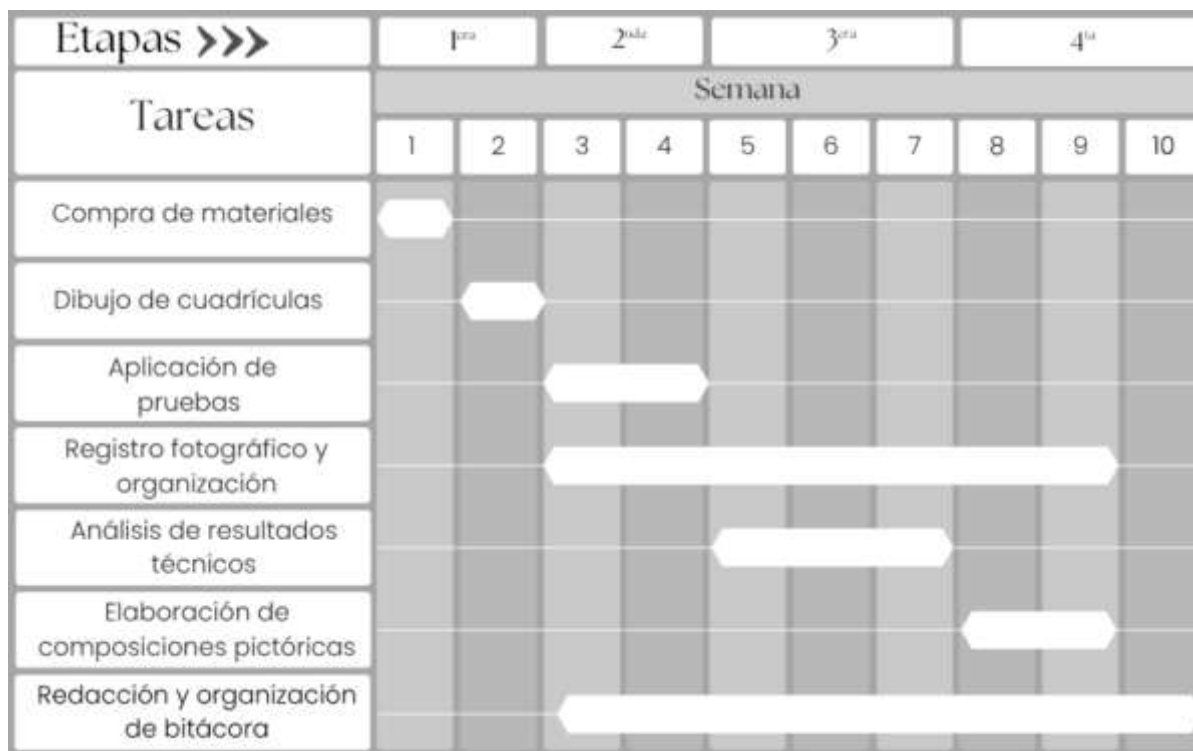 Etapas >>>
1era
2nda
3era
4ta
Tareas
Semana
1 2 3 4 5 6 7 8 9 10
Compra de materiales
Dibujo de cuadrículas
Aplicación de
pruebas
Registro fotográfico y
organización
Análisis de resultados
técnicos
Elaboración de
composiciones pictóricas
Redacción y organización
de bitácora